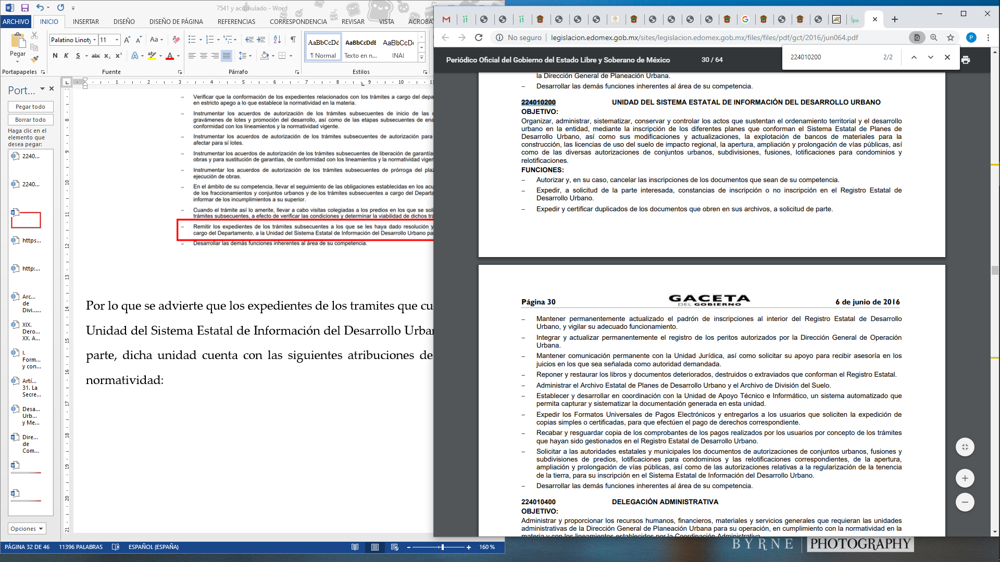 7541 y acumulado - Word
ARCHIVO INICIO INSERTAR DISEÑO DISEÑO DE PÁGINA REFERENCIAS CORRESPONDENCIA REVISAR VISTA ACROBA
Pegar
Palatino Linoty 11
N K S abc x₂ x²
AaBbCcDc AaBbCcDdE AaBbCcDc
¶ Normal Texto en n... INAI
Portapapeles Fuente Párrafo Estilos
Port...
Pegar todo
Borrar todo
Haga clic en el
elemento que
desea pegar:
2240...
2240...
https...
http:...
Arc...
de
Divi......
XIX.
Dero...
XX. A...
I.
Form...
y con...
Artí...
31. La
Secre...
Desa...
Urb...
y Me...
Dire...
de
Com...
Opciones
– Verificar que la conformación de los expedientes relacionados con los trámites a cargo del depa
en estricto apego a lo que establece la normatividad en la materia.
– Instrumentar los acuerdos de autorización de los trámites subsecuentes de inicio de las
gravámenes de lotes y promoción del desarrollo, así como de las etapas subsecuentes de ena
conformidad con los lineamientos y la normatividad vigente.
– Instrumentar los acuerdos de autorización de los trámites subsecuentes de autorización para
afectar para sí lotes.
– Instrumentar los acuerdos de autorización de los trámites subsecuentes de liberación de garantía
obras y para sustitución de garantías, de conformidad con los lineamientos y la normatividad vigen
– Instrumentar los acuerdos de autorización de los trámites subsecuentes de prórroga del plaz
ejecución de obras.
– En el ámbito de su competencia, llevar el seguimiento de las obligaciones establecidas en los acu
de los fraccionamientos y conjuntos urbanos y de los trámites subsecuentes a cargo del Departa
informar de los incumplimientos a su superior.
– Cuando el trámite así lo amerite, llevar a cabo visitas colegiadas a los predios en los que se soli
trámites subsecuentes, a efecto de verificar las condiciones y determinar la viabilidad de dichos trá
– Remitir los expedientes de los trámites subsecuentes a los que se les haya dado resolución y
cargo del Departamento, a la Unidad del Sistema Estatal de Información del Desarrollo Urbano pa
– Desarrollar las demás funciones inherentes al área de su competencia.
Por lo que se advierte que los expedientes de los tramites que cu
Unidad del Sistema Estatal de Información del Desarrollo Urban
parte, dicha unidad cuenta con las siguientes atribuciones de
normatividad:
PÁGINA 32 DE 46 11396 PALABRAS ESPAÑOL (ESPAÑA) 160 %
No seguro legislacion.edomex.gob.mx/sites/legislacion.edomex.gob.mx/files/files/pdf/gct/2016/jun064.pdf
Periódico Oficial del Gobierno del Estado Libre y Soberano de México 30 / 64
224010200 2/2
la Dirección General de Planeación Urbana.
– Desarrollar las demás funciones inherentes al área de su competencia.
224010200 UNIDAD DEL SISTEMA ESTATAL DE INFORMACIÓN DEL DESARROLLO URBANO
OBJETIVO:
Organizar, administrar, sistematizar, conservar y controlar los actos que sustentan el ordenamiento territorial y el desarrollo
urbano en la entidad, mediante la inscripción de los diferentes planes que conforman el Sistema Estatal de Planes de
Desarrollo Urbano, así como sus modificaciones y actualizaciones, la explotación de bancos de materiales para la
construcción, las licencias de uso del suelo de impacto regional, la apertura, ampliación y prolongación de vías públicas, así
como de las diversas autorizaciones de conjuntos urbanos, subdivisiones, fusiones, lotificaciones para condominios y
relotificaciones.
FUNCIONES:
– Autorizar y, en su caso, cancelar las inscripciones de los documentos que sean de su competencia.
– Expedir, a solicitud de la parte interesada, constancias de inscripción o no inscripción en el Registro Estatal de
Desarrollo Urbano.
– Expedir y certificar duplicados de los documentos que obren en sus archivos, a solicitud de parte.
Página 30 GACETA DEL GOBIERNO 6 de junio de 2016
– Mantener permanentemente actualizado el padrón de inscripciones al interior del Registro Estatal de Desarrollo
Urbano, y vigilar su adecuado funcionamiento.
– Integrar y actualizar permanentemente el registro de los peritos autorizados por la Dirección General de Operación
Urbana.
– Mantener comunicación permanente con la Unidad Jurídica, así como solicitar su apoyo para recibir asesoría en los
juicios en los que sea señalada como autoridad demandada.
– Reponer y restaurar los libros y documentos deteriorados, destruidos o extraviados que conforman el Registro Estatal.
– Administrar el Archivo Estatal de Planes de Desarrollo Urbano y el Archivo de División del Suelo.
– Establecer y desarrollar en coordinación con la Unidad de Apoyo Técnico e Informático, un sistema automatizado que
permita capturar y sistematizar la documentación generada en esta unidad.
– Expedir los Formatos Universales de Pagos Electrónicos y entregarlos a los usuarios que soliciten la expedición de
copias simples o certificadas, para que efectúen el pago de derechos correspondiente.
– Recabar y resguardar copia de los comprobantes de los pagos realizados por los usuarios por concepto de los trámites
que hayan sido gestionados en el Registro Estatal de Desarrollo Urbano.
– Solicitar a las autoridades estatales y municipales los documentos de autorizaciones de conjuntos urbanos, fusiones y
subdivisiones de predios, lotificaciones para condominios y las relotificaciones correspondientes, de la apertura,
ampliación y prolongación de vías públicas, así como de las autorizaciones relativas a la regularización de la tenencia
de la tierra, para su inscripción en el Sistema Estatal de Información del Desarrollo Urbano.
– Desarrollar las demás funciones inherentes al área de su competencia.
224010400 DELEGACIÓN ADMINISTRATIVA
OBJETIVO:
Administrar y proporcionar los recursos humanos, financieros, materiales y servicios generales que requieran las unidades
administrativas de la Dirección General de Planeación Urbana para su operación, en cumplimiento con la normatividad en la
materia y con los lineamientos establecidos por la Coordinación Administrativa.
BYRNE PHOTOGRAPHY